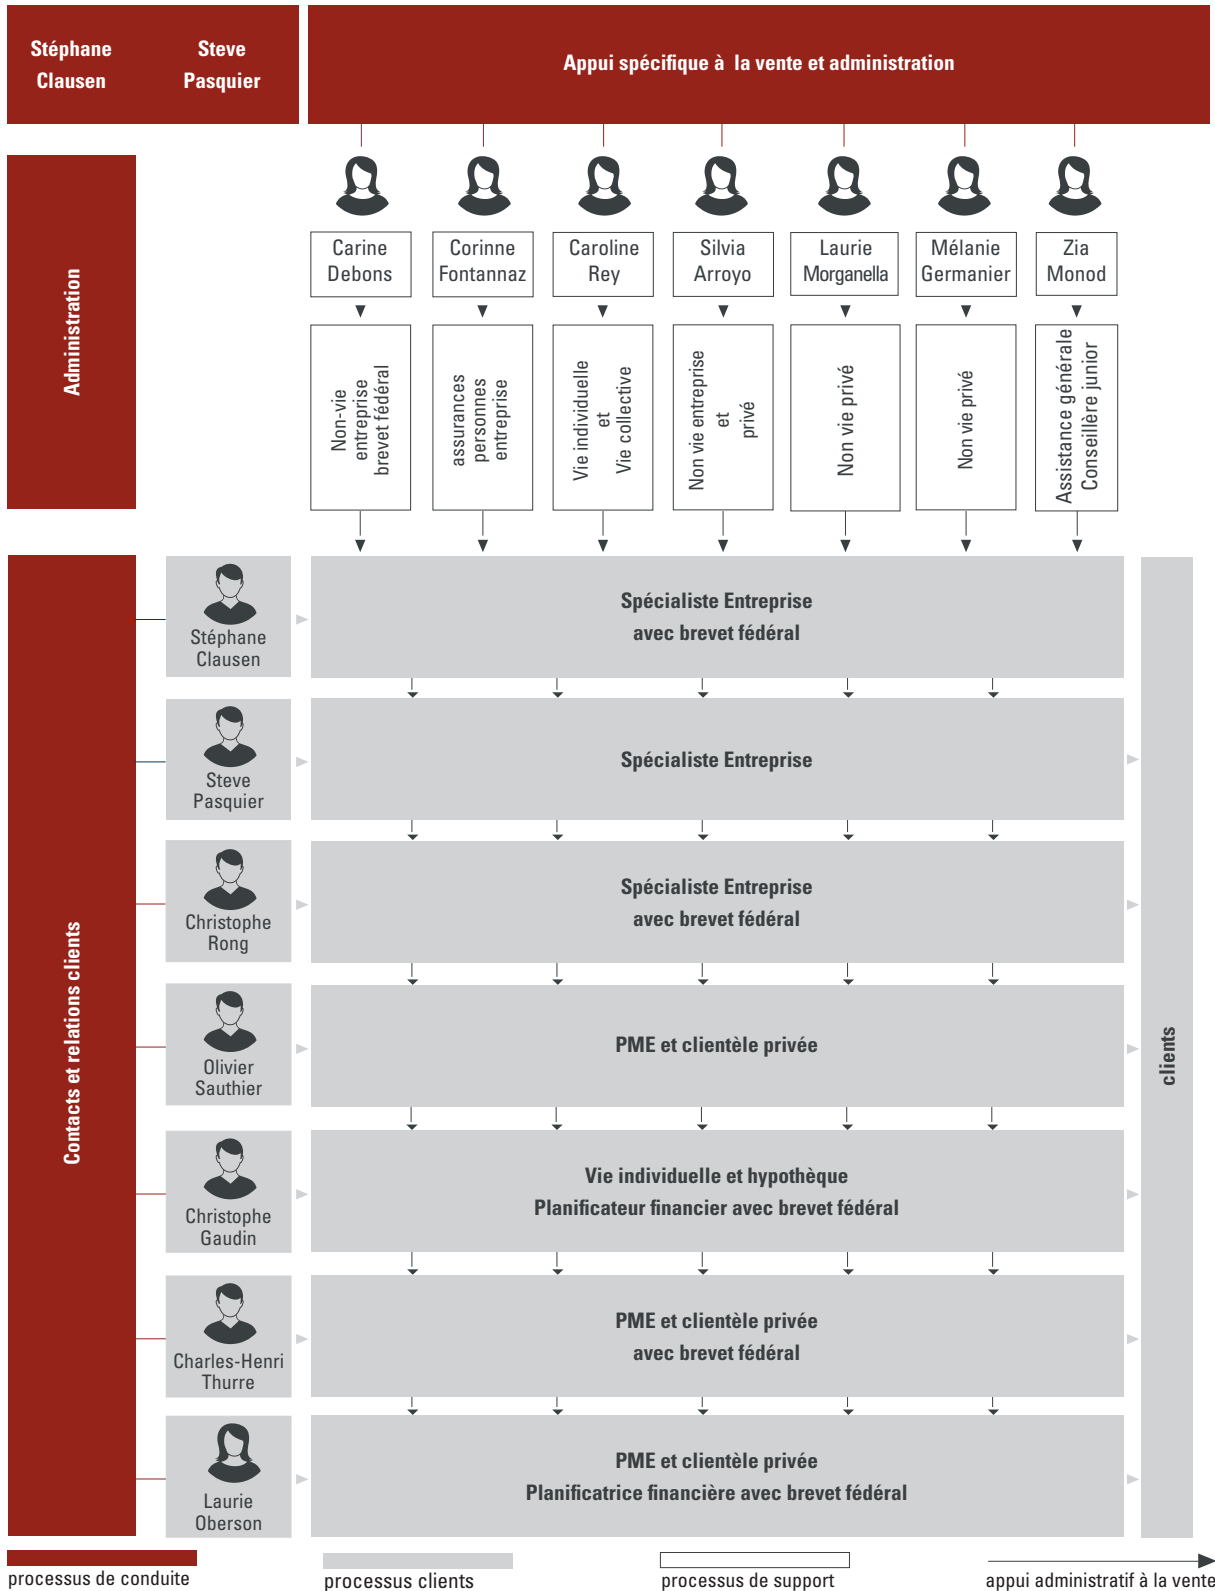 Stéphane
Clausen
Steve
Pasquier
Appui spécifique à la vente et administration
Administration
Carine
Debons
Corinne
Fontannaz
Caroline
Rey
Silvia
Arroyo
Laurie
Morganella
Mélanie
Germanier
Zia
Monod
Non-vie
entreprise
brevet fédéral
assurances
personnes
entreprise
Vie individuelle
et
Vie collective
Non vie entreprise
et
privé
Non vie privé
Non vie privé
Assistance générale
Conseillère junior
Contacts et relations clients
Stéphane
Clausen
Spécialiste Entreprise
avec brevet fédéral
Steve
Pasquier
Spécialiste Entreprise
Christophe
Rong
Spécialiste Entreprise
avec brevet fédéral
Olivier
Sauthier
PME et clientèle privée
Christophe
Gaudin
Vie individuelle et hypothèque
Planificateur financier avec brevet fédéral
Charles-Henri
Thurre
PME et clientèle privée
avec brevet fédéral
Laurie
Oberson
PME et clientèle privée
Planificatrice financière avec brevet fédéral
clients
processus de conduite
processus clients
processus de support
appui administratif à la vente